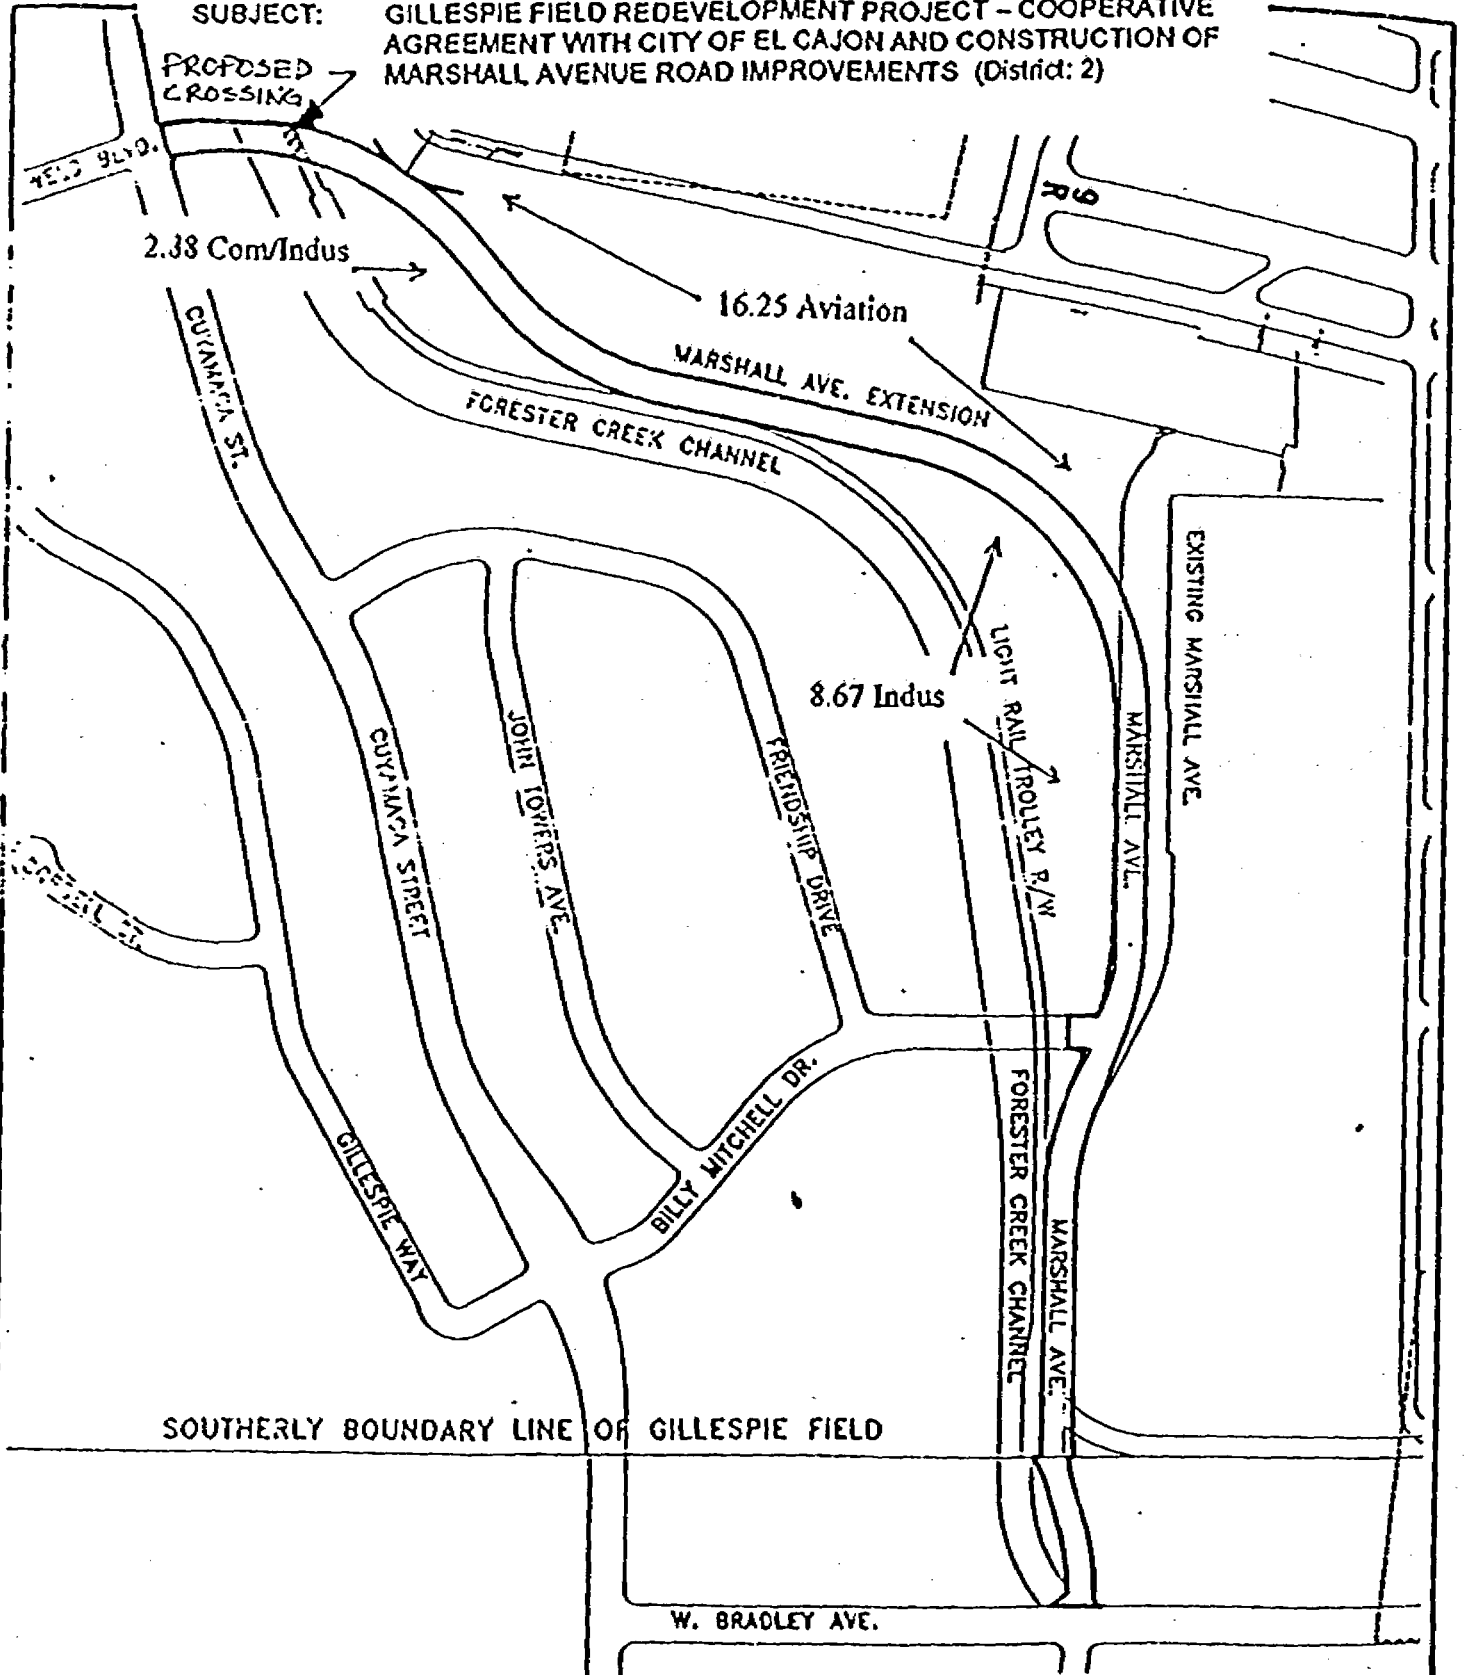 SUBJECT: GILLESPIE FIELD REDEVELOPMENT PROJECT – COOPERATIVE
AGREEMENT WITH CITY OF EL CAJON AND CONSTRUCTION OF
MARSHALL AVENUE ROAD IMPROVEMENTS (District: 2)
PROPOSED
CROSSING
BLVD.
9
R
2.38 Com/Indus
16.25 Aviation
CUYAMACA ST.
MARSHALL AVE. EXTENSION
FORESTER CREEK CHANNEL
EXISTING MARSHALL AVE.
LIGHT RAIL TROLLEY R/W
8.67 Indus
MARSHALL AVE.
CUYAMACA STREET
JOHN TOWERS AVE.
FRIENDSHIP DRIVE
CT.
BILLY MITCHELL DR.
GILLESPIE WAY
FORESTER CREEK CHANNEL
MARSHALL AVE.
SOUTHERLY BOUNDARY LINE OF GILLESPIE FIELD
W. BRADLEY AVE.